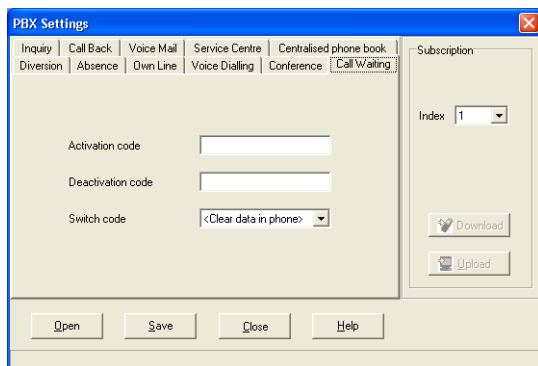 PBX Settings
Inquiry Call Back Voice Mail Service Centre Centralised phone book
Diversion Absence Own Line Voice Dialling Conference Call Waiting
Subscription
Index 1
Activation code
Deactivation code
Switch code <Clear data in phone>
Download
Upload
Open Save Close Help